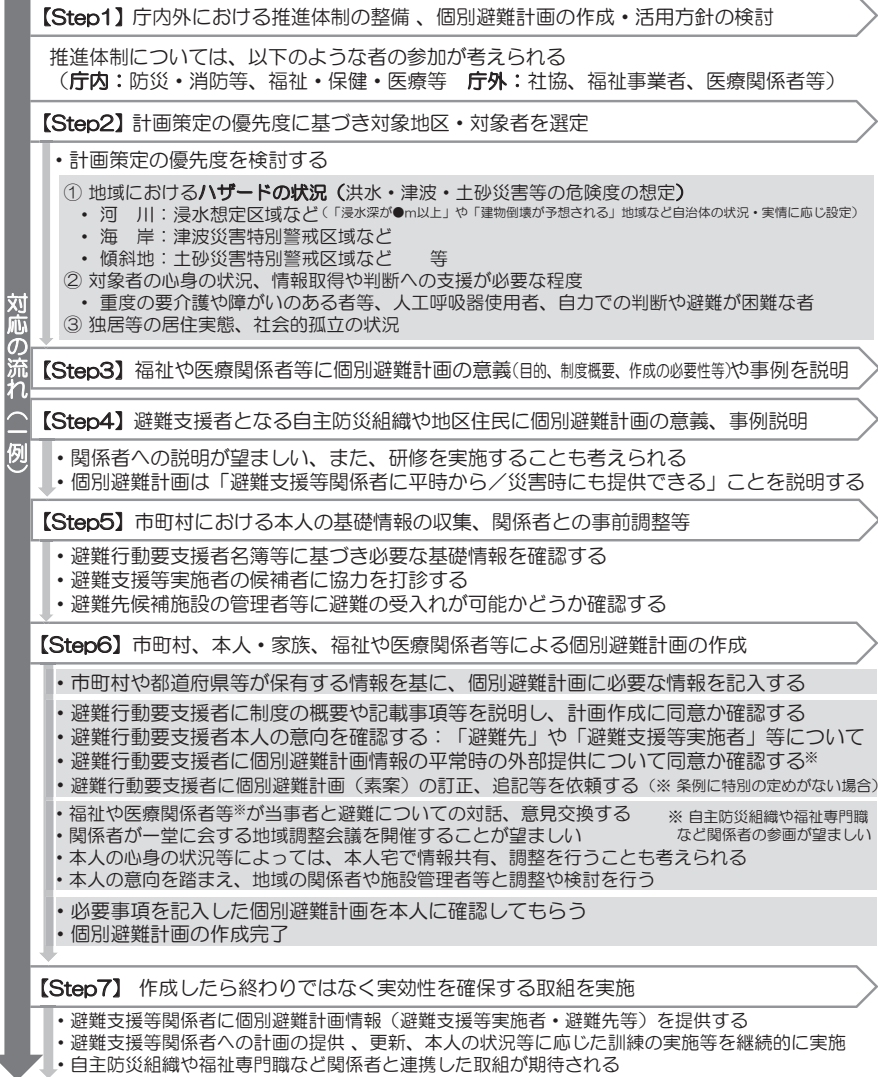 対応の流れ（一例）
【Step1】庁内外における推進体制の整備 、個別避難計画の作成・活用方針の検討
推進体制については、以下のような者の参加が考えられる
（庁内：防災・消防等、福祉・保健・医療等　庁外：社協、福祉事業者、医療関係者等）
【Step2】計画策定の優先度に基づき対象地区・対象者を選定
・計画策定の優先度を検討する
① 地域におけるハザードの状況（洪水・津波・土砂災害等の危険度の想定）
・ 河　川：浸水想定区域など（「浸水深が●m以上」や「建物倒壊が予想される」地域など自治体の状況・実情に応じ設定）
・ 海　岸：津波災害特別警戒区域など
・ 傾斜地：土砂災害特別警戒区域など　　等
② 対象者の心身の状況、情報取得や判断への支援が必要な程度
・ 重度の要介護や障がいのある者等、人工呼吸器使用者、自力での判断や避難が困難な者
③ 独居等の居住実態、社会的孤立の状況
【Step3】福祉や医療関係者等に個別避難計画の意義(目的、制度概要、作成の必要性等)や事例を説明
【Step4】避難支援者となる自主防災組織や地区住民に個別避難計画の意義、事例説明
・関係者への説明が望ましい、また、研修を実施することも考えられる
・個別避難計画は「避難支援等関係者に平時から／災害時にも提供できる」ことを説明する
【Step5】市町村における本人の基礎情報の収集、関係者との事前調整等
・避難行動要支援者名簿等に基づき必要な基礎情報を確認する
・避難支援等実施者の候補者に協力を打診する
・避難先候補施設の管理者等に避難の受入れが可能かどうか確認する
【Step6】市町村、本人・家族、福祉や医療関係者等による個別避難計画の作成
・市町村や都道府県等が保有する情報を基に、個別避難計画に必要な情報を記入する
・避難行動要支援者に制度の概要や記載事項等を説明し、計画作成に同意か確認する
・避難行動要支援者本人の意向を確認する：「避難先」や「避難支援等実施者」等について
・避難行動要支援者に個別避難計画情報の平常時の外部提供について同意か確認する※
・避難行動要支援者に個別避難計画（素案）の訂正、追記等を依頼する（※ 条例に特別の定めがない場合）
・福祉や医療関係者等※が当事者と避難についての対話、意見交換する
※ 自主防災組織や福祉専門職
など関係者の参画が望ましい
・関係者が一堂に会する地域調整会議を開催することが望ましい
・本人の心身の状況等によっては、本人宅で情報共有、調整を行うことも考えられる
・本人の意向を踏まえ、地域の関係者や施設管理者等と調整や検討を行う
・必要事項を記入した個別避難計画を本人に確認してもらう
・個別避難計画の作成完了
【Step7】 作成したら終わりではなく実効性を確保する取組を実施
・避難支援等関係者に個別避難計画情報（避難支援等実施者・避難先等）を提供する
・避難支援等関係者への計画の提供 、更新、本人の状況等に応じた訓練の実施等を継続的に実施
・自主防災組織や福祉専門職など関係者と連携した取組が期待される